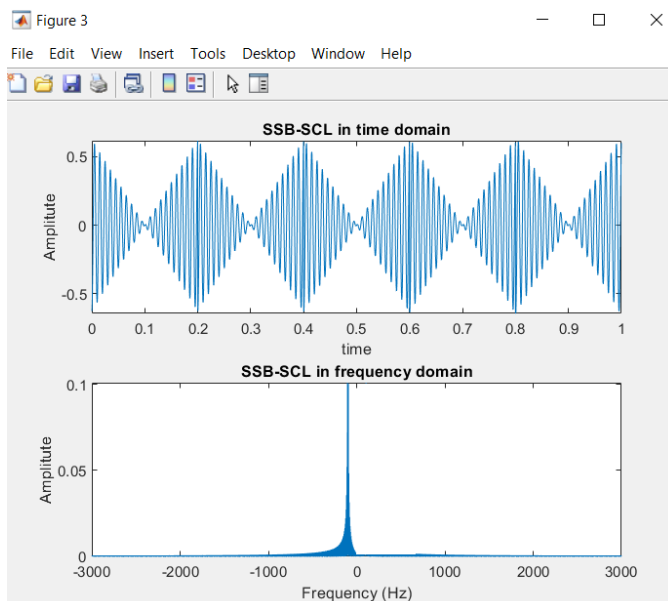 Figure 3
File Edit View Insert Tools Desktop Window Help
SSB-SCL in time domain
Amplitute
0.5
0
-0.5
0 0.1 0.2 0.3 0.4 0.5 0.6 0.7 0.8 0.9 1
time
SSB-SCL in frequency domain
Amplitute
0.1
0.05
0
-3000 -2000 -1000 0 1000 2000 3000
Frequency (Hz)